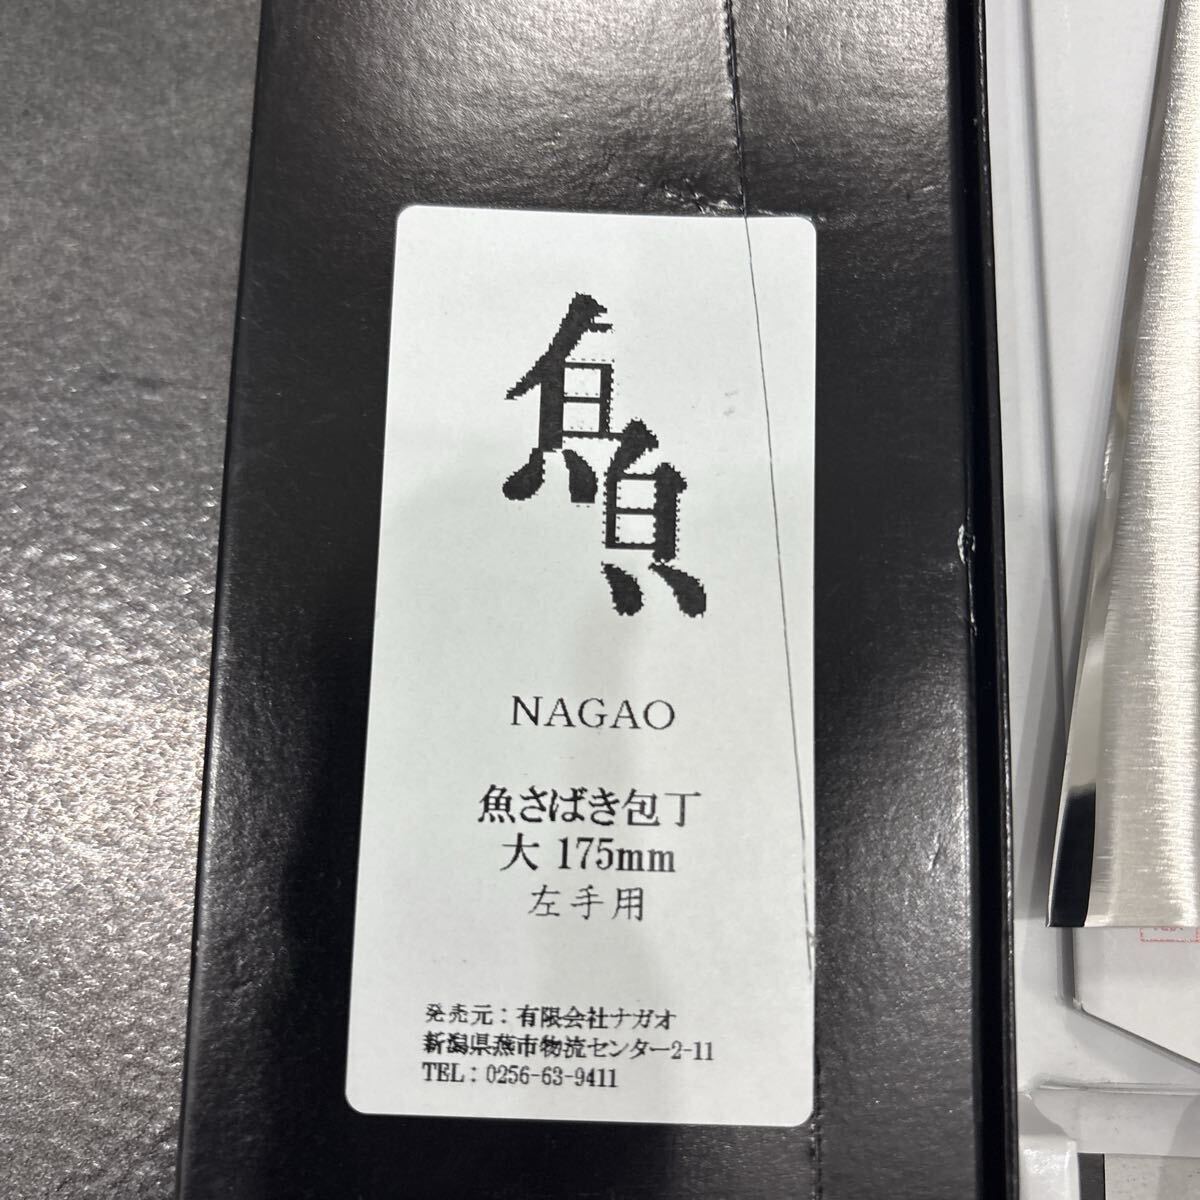 魚
NAGAO
魚さばき包丁
大 175mm
左手用
発売元：有限会社ナガオ
新潟県燕市物流センター2-11
TEL：0256-63-9411